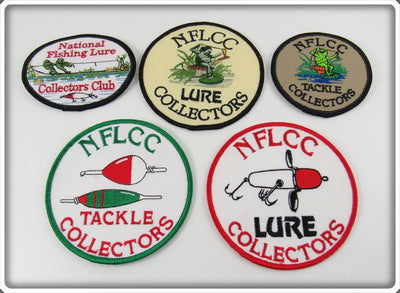 National
Fishing Lure
Collectors Club
NFLCC
LURE
COLLECTORS
NFLCC
TACKLE
COLLECTORS
NFLCC
TACKLE
COLLECTORS
NFLCC
LURE
COLLECTORS